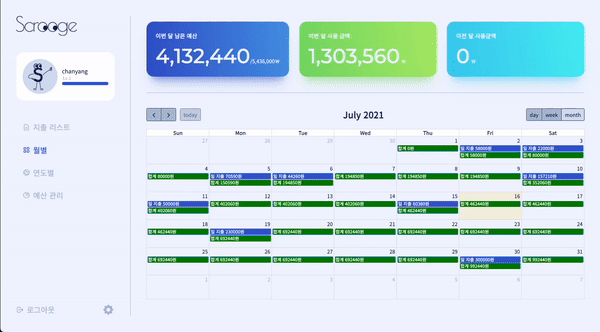 Scrooge
chanyang
Lv.1
지출 리스트
월별
연도별
예산 관리
로그아웃
이번 달 남은 예산
4,132,440 /5,436,000₩
이번 달 사용 금액
1,303,560 ₩
이전 달 사용금액
0 ₩
today
July 2021
day week month
Sun Mon Tue Wed Thu Fri Sat
27 28 29 30 1 2 3
합계 0원
일 지출 58000원
합계 58000원
일 지출 22000원
합계 80000원
4 5 6 7 8 9 10
합계 80000원
일 지출 70590원
합계 150590원
일 지출 44260원
합계 194850원
합계 194850원
합계 194850원
합계 194850원
일 지출 157210원
합계 352060원
11 12 13 14 15 16 17
일 지출 50000원
합계 402060원
합계 402060원
합계 402060원
합계 402060원
일 지출 60380원
합계 462440원
합계 462440원
합계 462440원
18 19 20 21 22 23 24
합계 462440원
일 지출 230000원
합계 692440원
합계 692440원
합계 692440원
합계 692440원
합계 692440원
합계 692440원
25 26 27 28 29 30 31
합계 692440원
합계 692440원
합계 692440원
합계 692440원
합계 692440원
일 지출 300000원
합계 992440원
합계 992440원
1 2 3 4 5 6 7